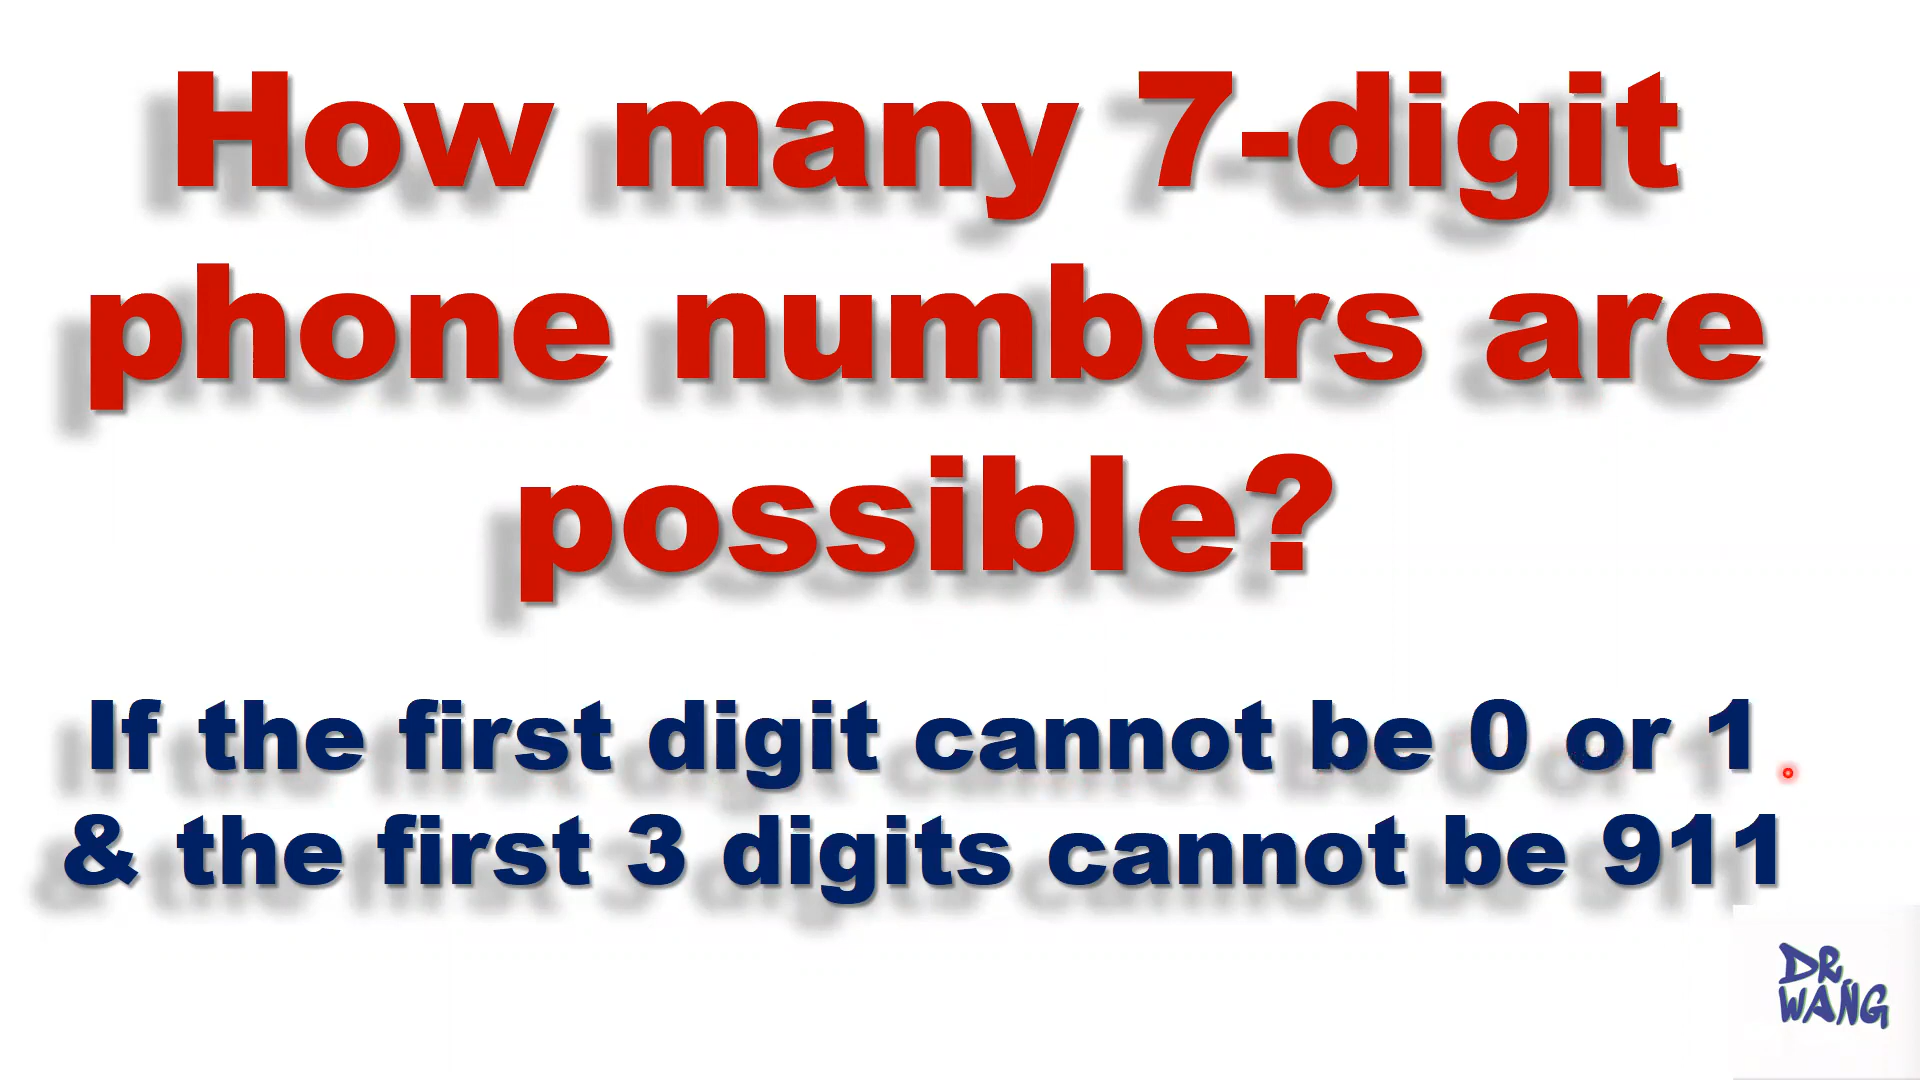 How many 7-digit
phone numbers are
possible?
If the first digit cannot be 0 or 1
& the first 3 digits cannot be 911
DR.
WANG